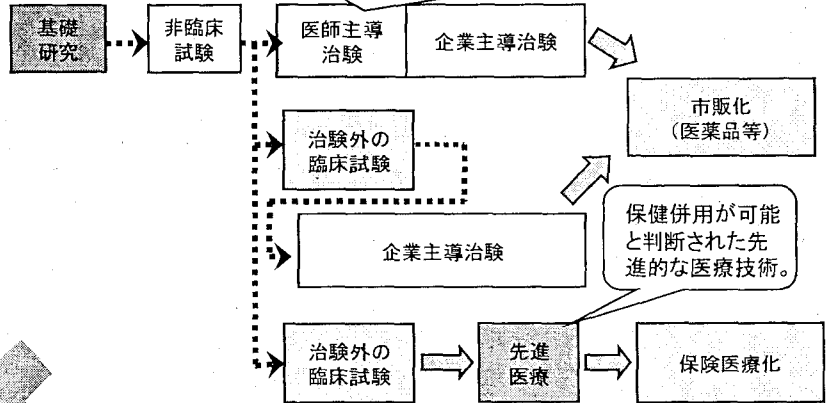 基礎
研究
非臨床
試験
医師主導
治験
企業主導治験
市販化
(医薬品等)
治験外の
臨床試験
企業主導治験
保健併用が可能
と判断された先
進的な医療技術。
治験外の
臨床試験
先進
医療
保険医療化